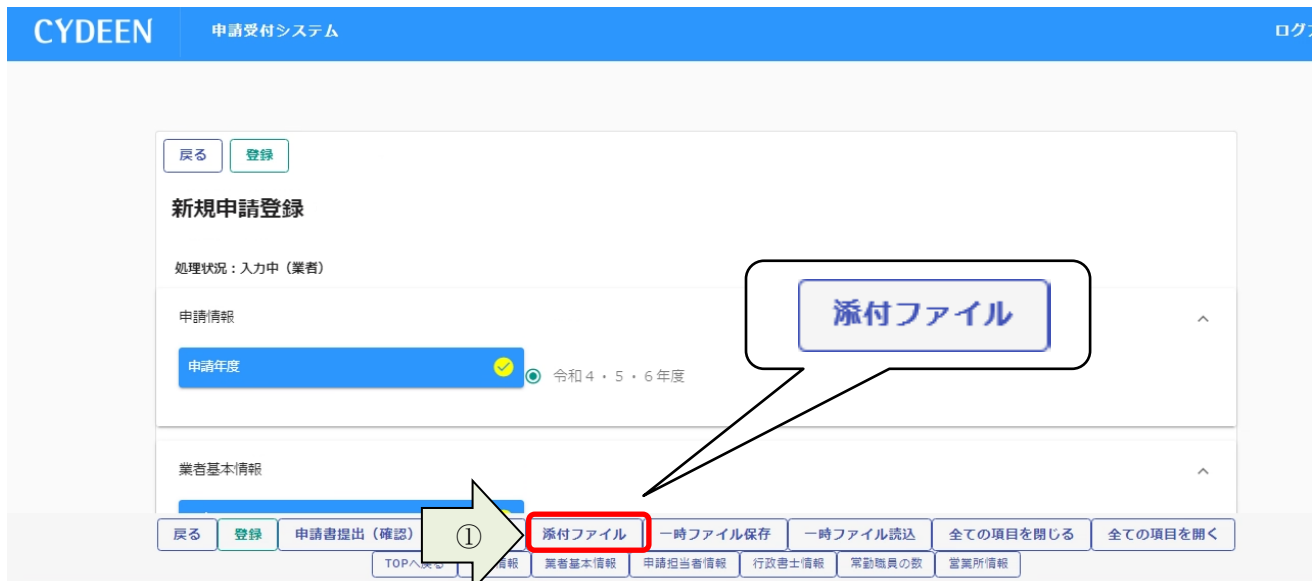 CYDEEN 申請受付システム ログ
戻る 登録
新規申請登録
処理状況：入力中（業者）
添付ファイル
申請情報
申請年度 令和４・５・６年度
業者基本情報
戻る 登録 申請書提出（確認） ① 添付ファイル 一時ファイル保存 一時ファイル読込 全ての項目を閉じる 全ての項目を開く
TOPへ戻る 情報 業者基本情報 申請担当者情報 行政書士情報 常勤職員の数 営業所情報